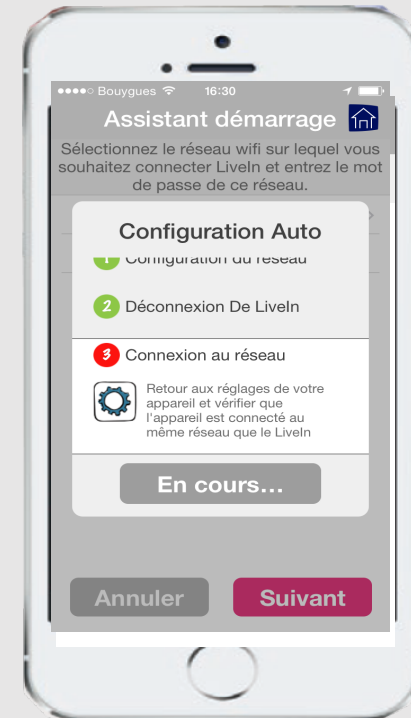 Bouygues 16:30
Assistant démarrage
Sélectionnez le réseau wifi sur lequel vous
souhaitez connecter LiveIn et entrez le mot
de passe de ce réseau.
Configuration Auto
1 Configuration du réseau
2 Déconnexion De LiveIn
3 Connexion au réseau
Retour aux réglages de votre
appareil et vérifier que
l'appareil est connecté au
même réseau que le LiveIn
En cours...
Annuler Suivant